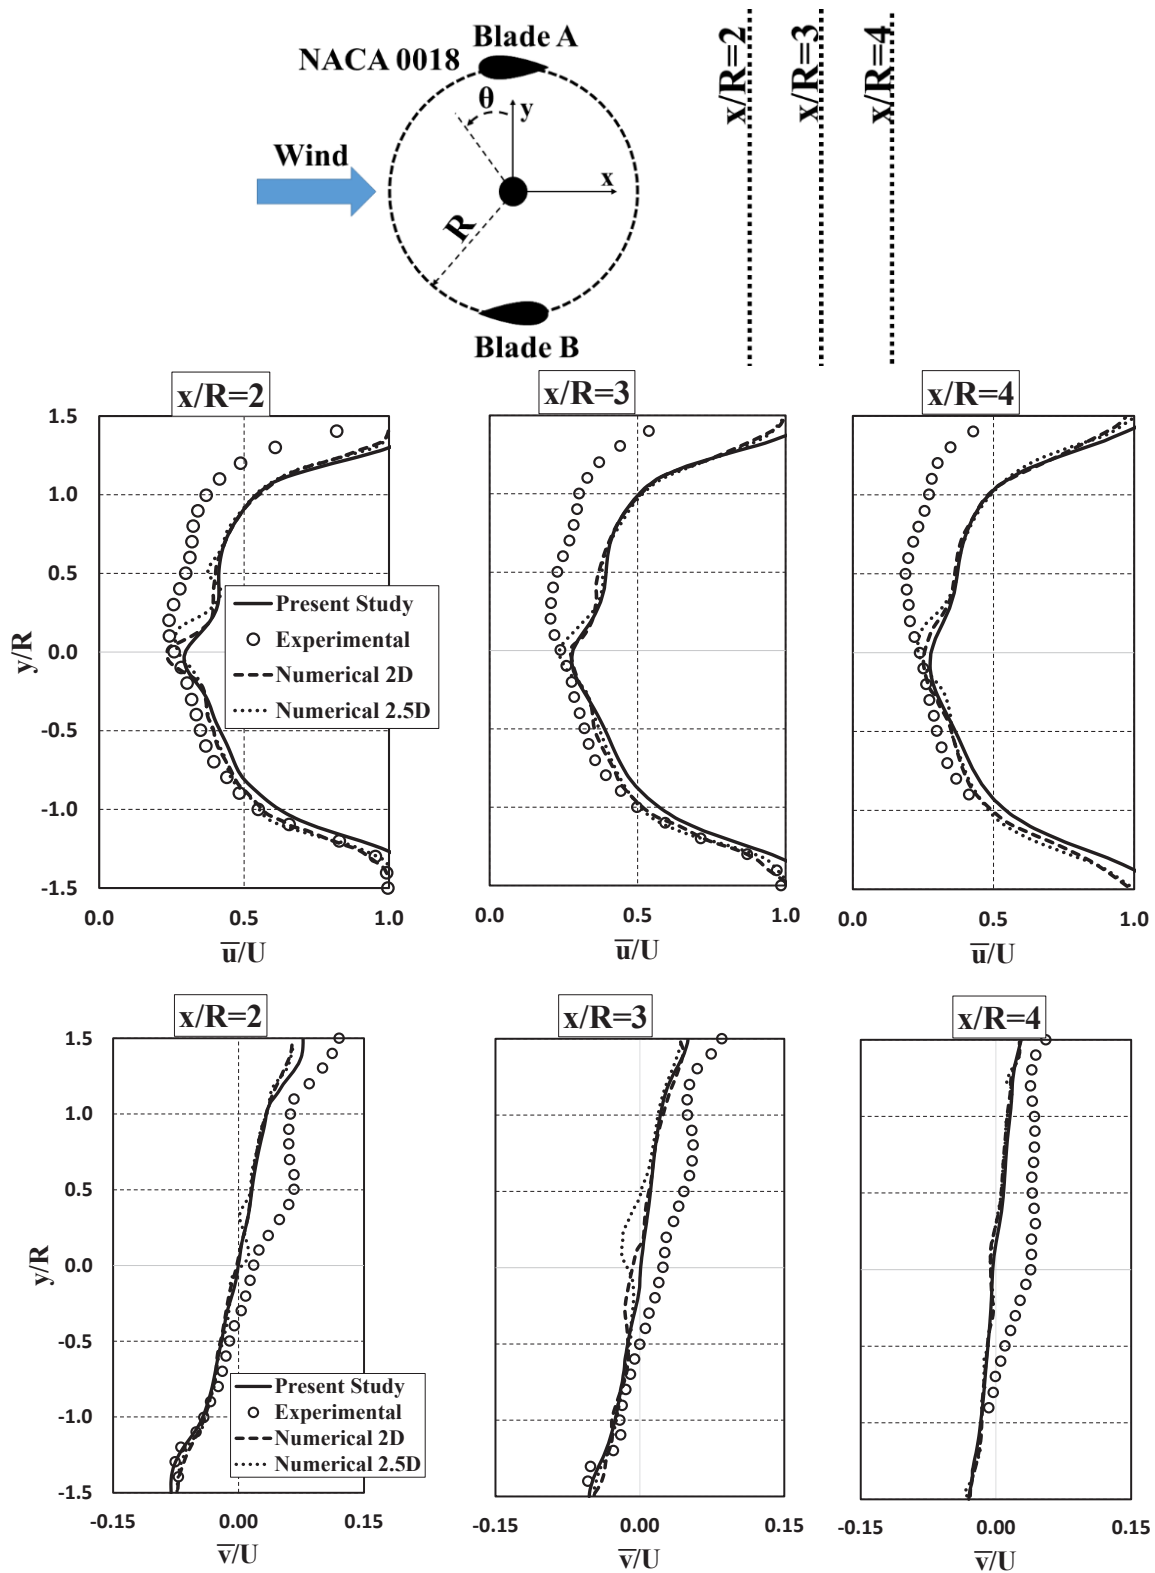 Blade A
NACA 0018
θ
y
x
Wind
R
Blade B
x/R=2
x/R=3
x/R=4
x/R=2
x/R=3
x/R=4
1.5
1.0
0.5
0.0
-0.5
-1.0
-1.5
y/R
Present Study
Experimental
Numerical 2D
Numerical 2.5D
0.0 0.5 1.0
0.0 0.5 1.0
0.0 0.5 1.0
u̅/U
u̅/U
u̅/U
x/R=2
x/R=3
x/R=4
1.5
1.0
0.5
0.0
-0.5
-1.0
-1.5
y/R
Present Study
Experimental
Numerical 2D
Numerical 2.5D
-0.15 0.00 0.15
-0.15 0.00 0.15
-0.15 0.00 0.15
v̅/U
v̅/U
v̅/U